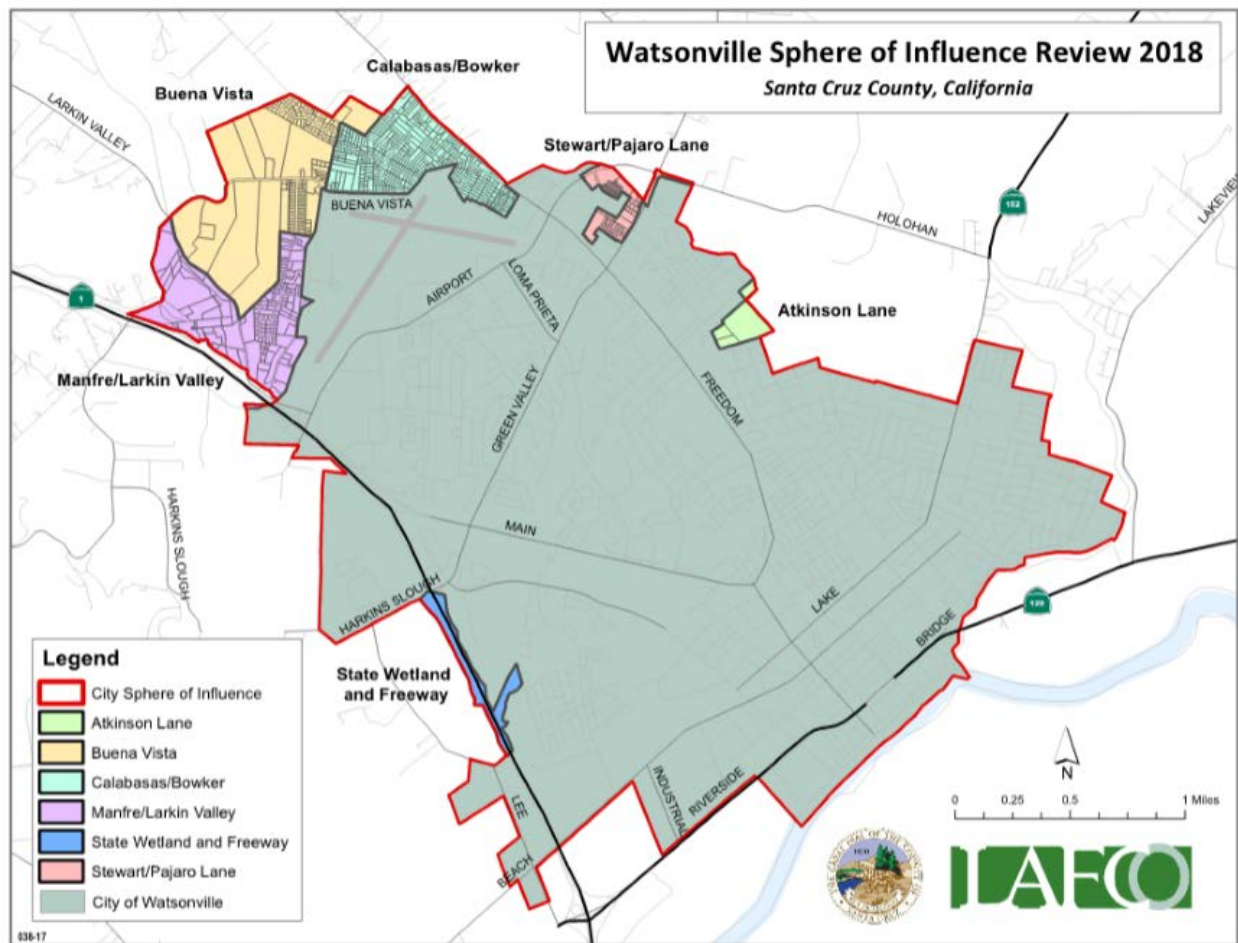 Watsonville Sphere of Influence Review 2018
Santa Cruz County, California
Calabasas/Bowker
Buena Vista
LARKIN VALLEY
Stewart/Pajaro Lane
152
LAKEVIEW
BUENA VISTA
HOLOHAN
AIRPORT
LOMA PRIETA
1
Atkinson Lane
Manfre/Larkin Valley
GREEN VALLEY
FREEDOM
HARKINS SLOUGH
MAIN
HARKINS SLOUGH
LAKE
129
BRIDGE
State Wetland
and Freeway
INDUSTRIAL
RIVERSIDE
LEE
BEACH
Legend
City Sphere of Influence
Atkinson Lane
Buena Vista
Calabasas/Bowker
Manfre/Larkin Valley
State Wetland and Freeway
Stewart/Pajaro Lane
City of Watsonville
N
0 0.25 0.5 1 Miles
LAFCO
036-17